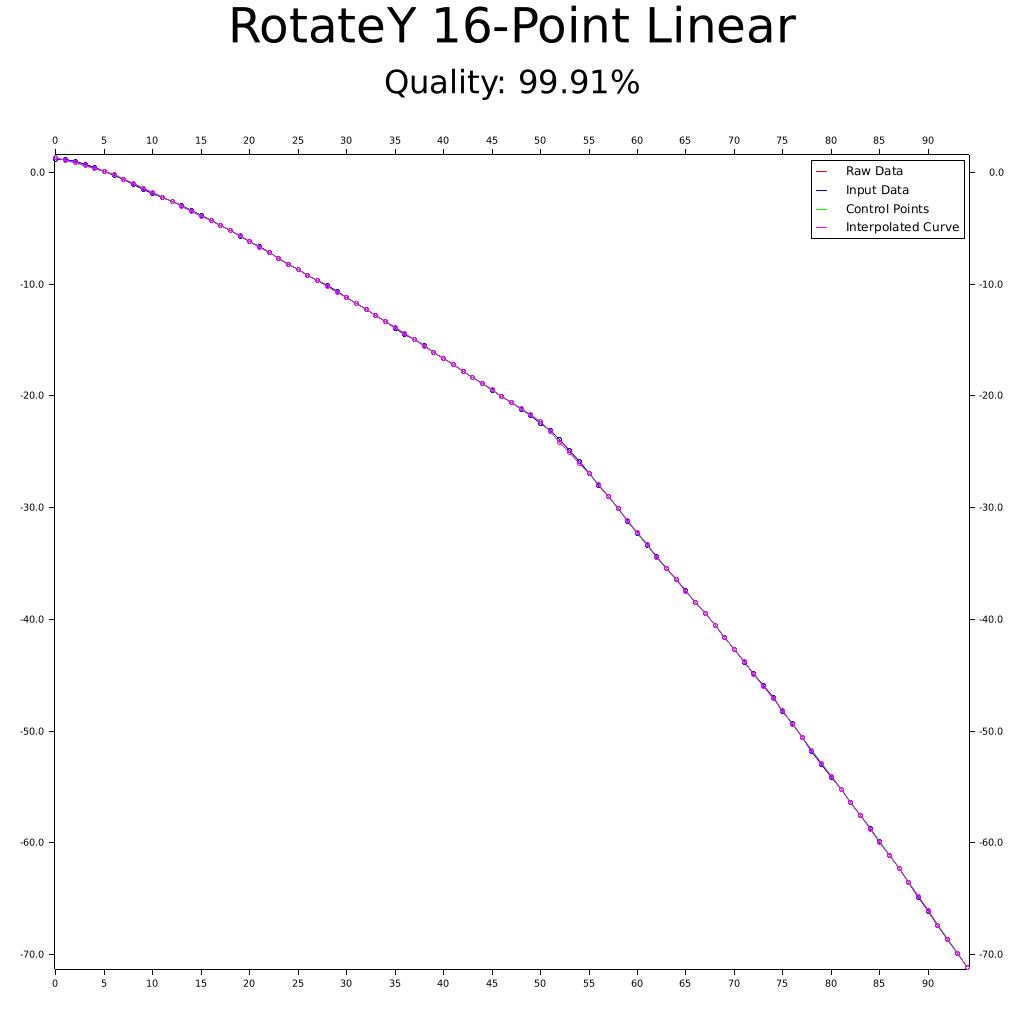 RotateY 16-Point Linear
Quality: 99.91%
0 5 10 15 20 25 30 35 40 45 50 55 60 65 70 75 80 85 90
0.0 0.0
Raw Data
Input Data
Control Points
Interpolated Curve
-10.0 -10.0
-20.0 -20.0
-30.0 -30.0
-40.0 -40.0
-50.0 -50.0
-60.0 -60.0
-70.0 -70.0
0 5 10 15 20 25 30 35 40 45 50 55 60 65 70 75 80 85 90